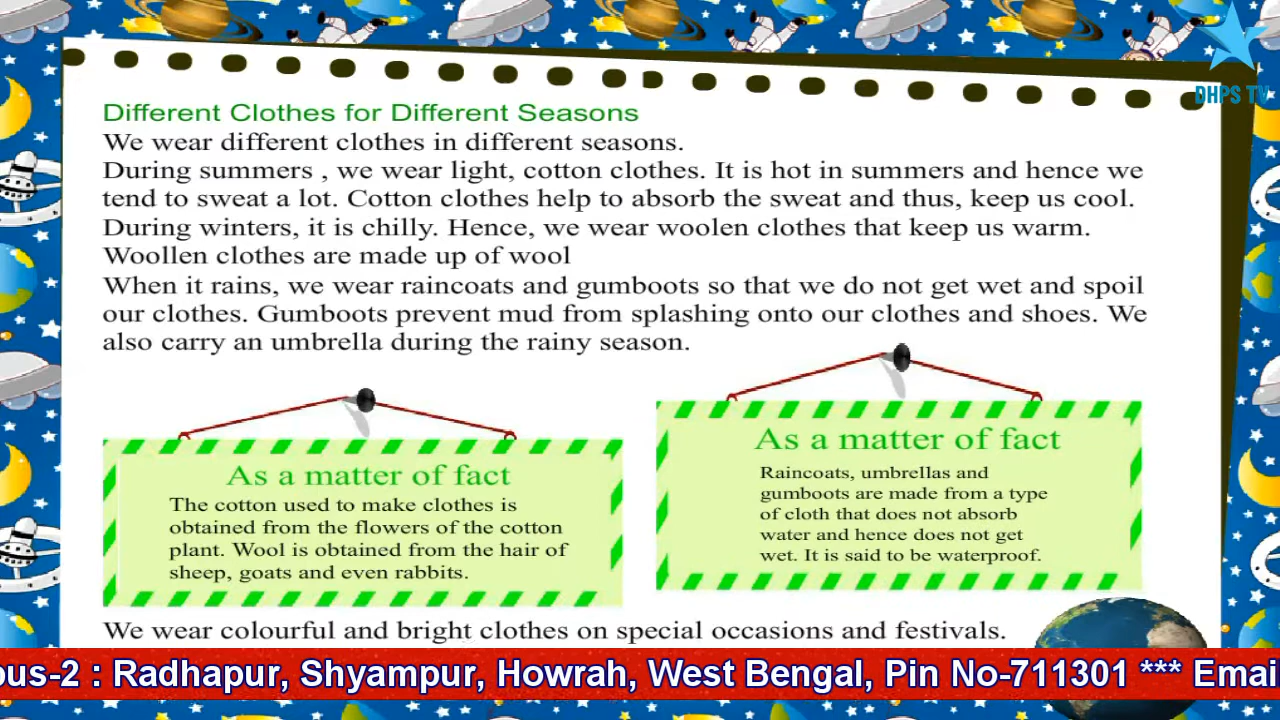 DHPS TV
Different Clothes for Different Seasons
We wear different clothes in different seasons.
During summers , we wear light, cotton clothes. It is hot in summers and hence we
tend to sweat a lot. Cotton clothes help to absorb the sweat and thus, keep us cool.
During winters, it is chilly. Hence, we wear woolen clothes that keep us warm.
Woollen clothes are made up of wool
When it rains, we wear raincoats and gumboots so that we do not get wet and spoil
our clothes. Gumboots prevent mud from splashing onto our clothes and shoes. We
also carry an umbrella during the rainy season.
As a matter of fact
The cotton used to make clothes is
obtained from the flowers of the cotton
plant. Wool is obtained from the hair of
sheep, goats and even rabbits.
As a matter of fact
Raincoats, umbrellas and
gumboots are made from a type
of cloth that does not absorb
water and hence does not get
wet. It is said to be waterproof.
We wear colourful and bright clothes on special occasions and festivals.
pus-2 : Radhapur, Shyampur, Howrah, West Bengal, Pin No-711301 *** Emai